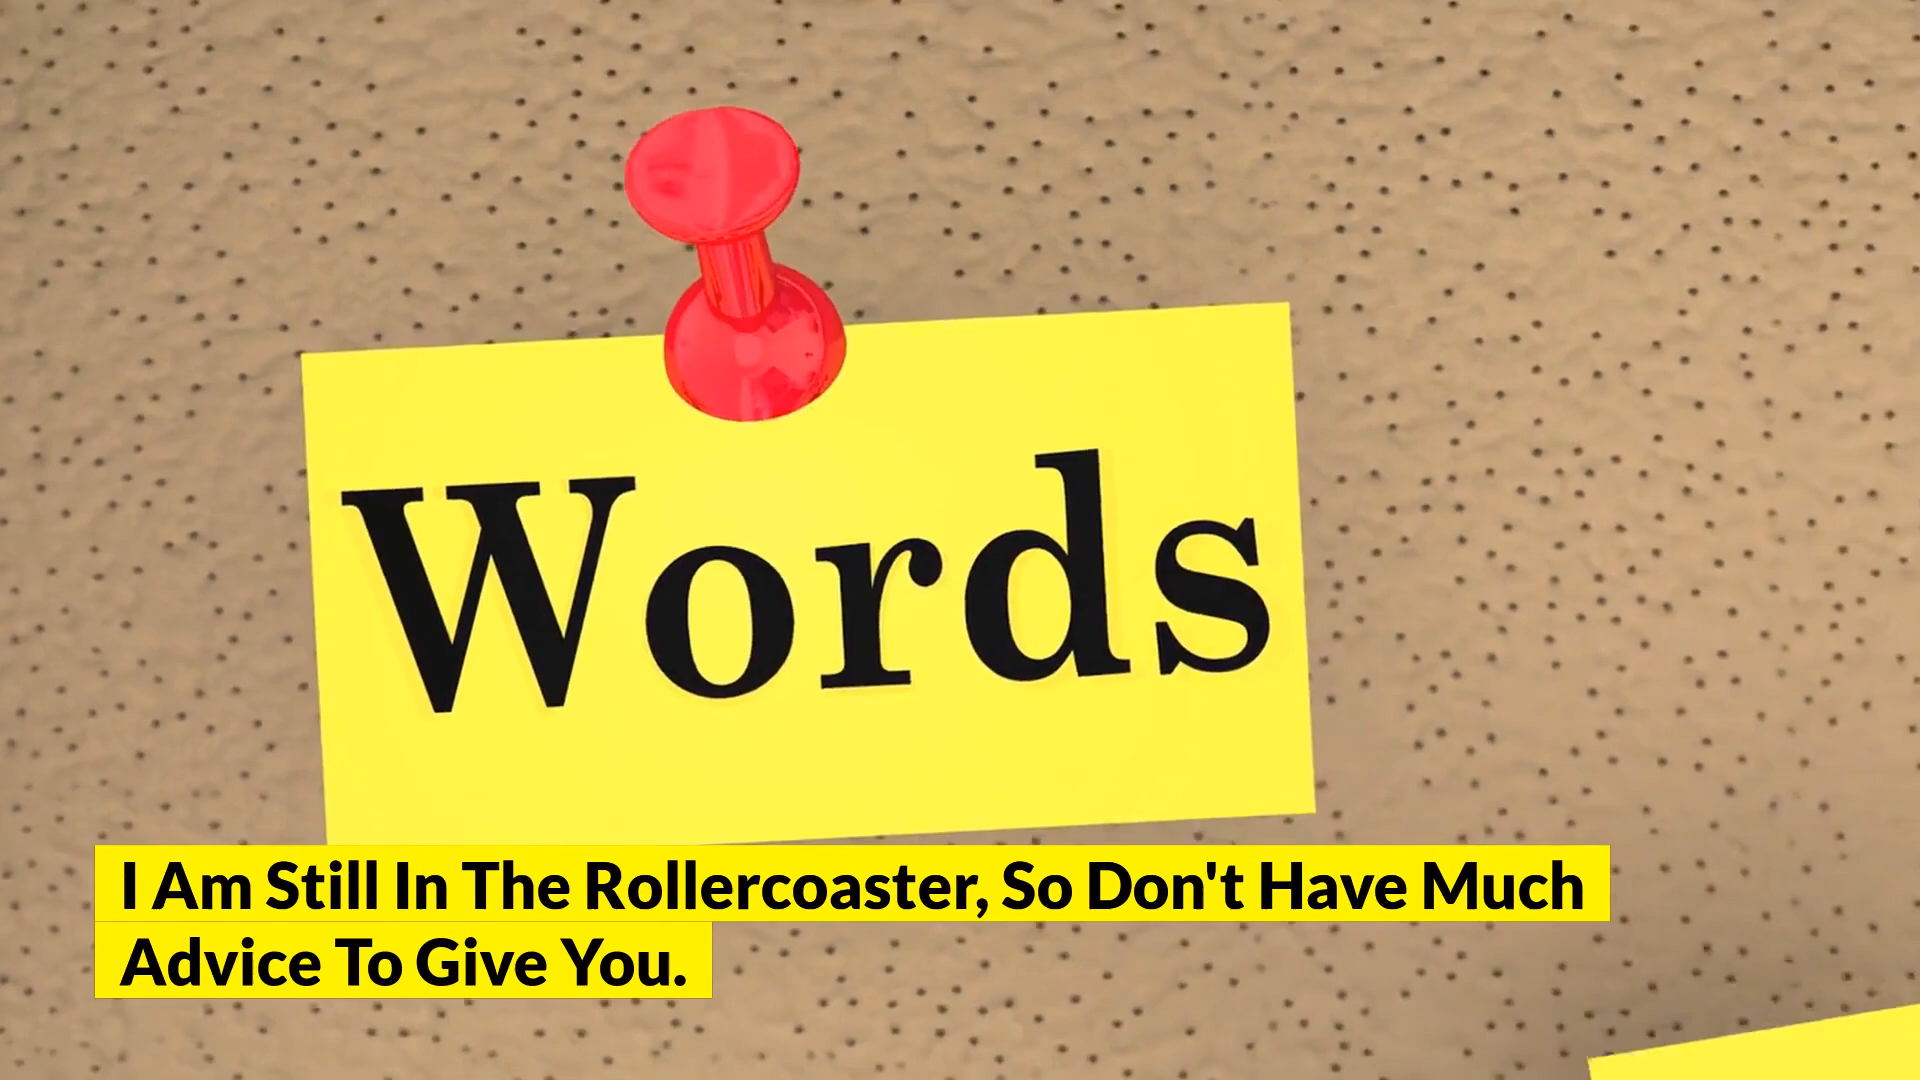 Words
I Am Still In The Rollercoaster, So Don't Have Much
Advice To Give You.